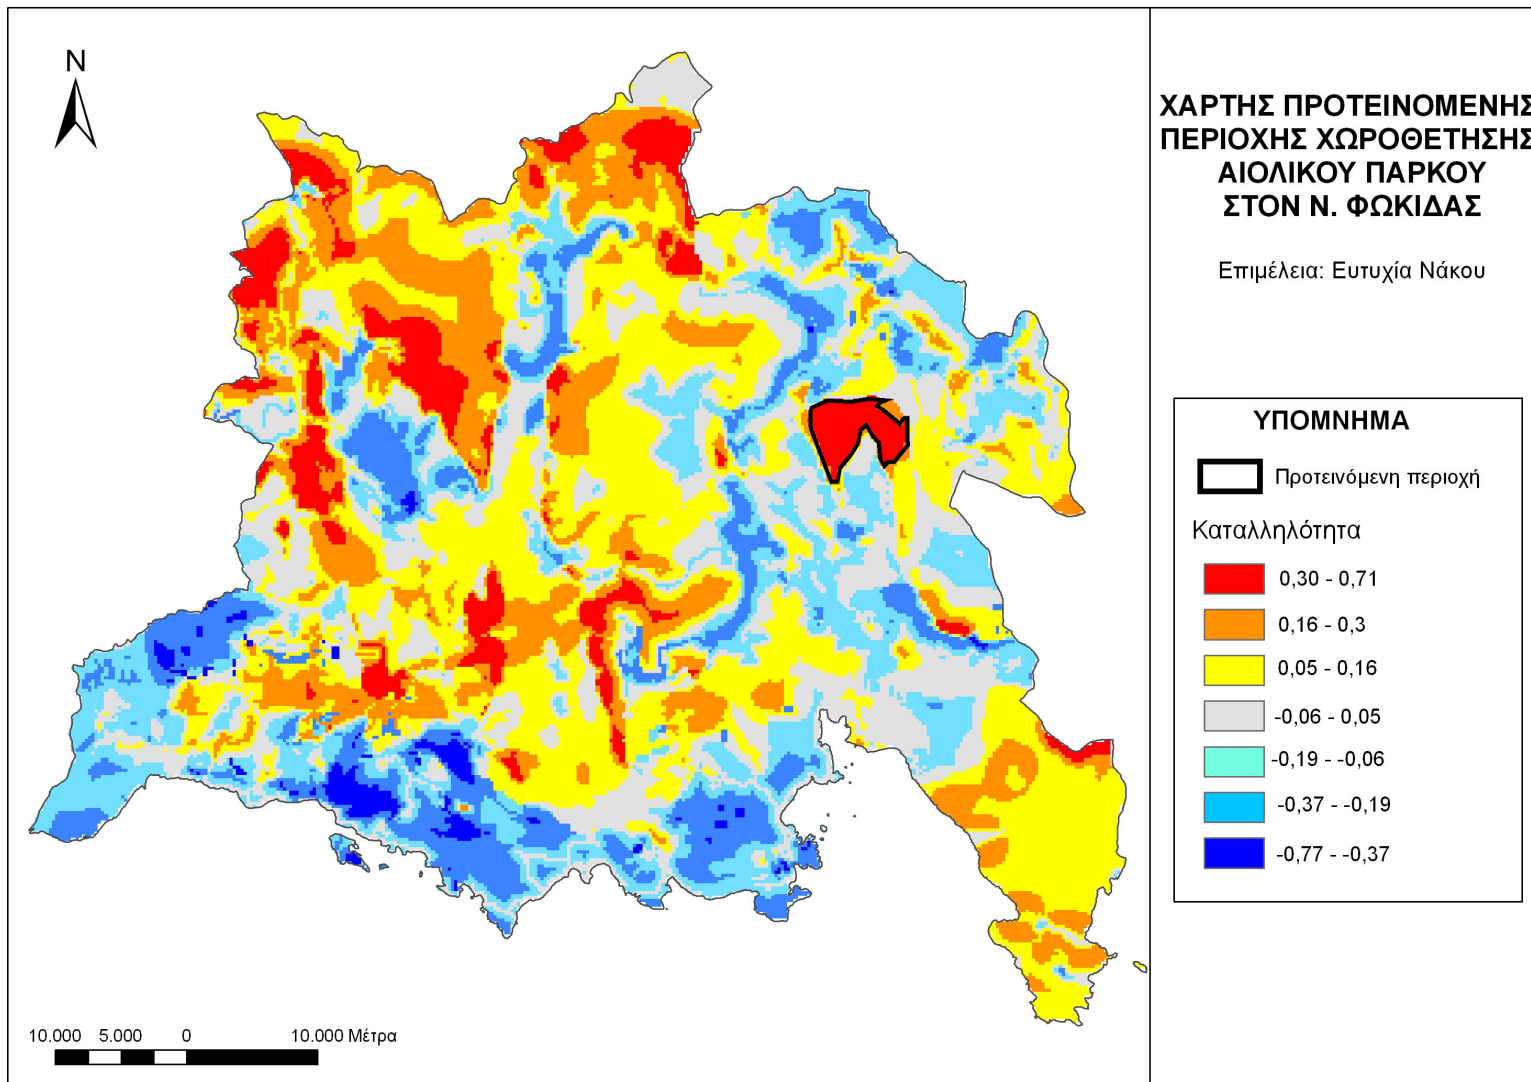 N
ΧΑΡΤΗΣ ΠΡΟΤΕΙΝΟΜΕΝΗΣ
ΠΕΡΙΟΧΗΣ ΧΩΡΟΘΕΤΗΣΗΣ
ΑΙΟΛΙΚΟΥ ΠΑΡΚΟΥ
ΣΤΟΝ Ν. ΦΩΚΙΔΑΣ
Επιμέλεια: Ευτυχία Νάκου
ΥΠΟΜΝΗΜΑ
Προτεινόμενη περιοχή
Καταλληλότητα
0,30 - 0,71
0,16 - 0,3
0,05 - 0,16
-0,06 - 0,05
-0,19 - -0,06
-0,37 - -0,19
-0,77 - -0,37
10.000 5.000 0 10.000 Μέτρα